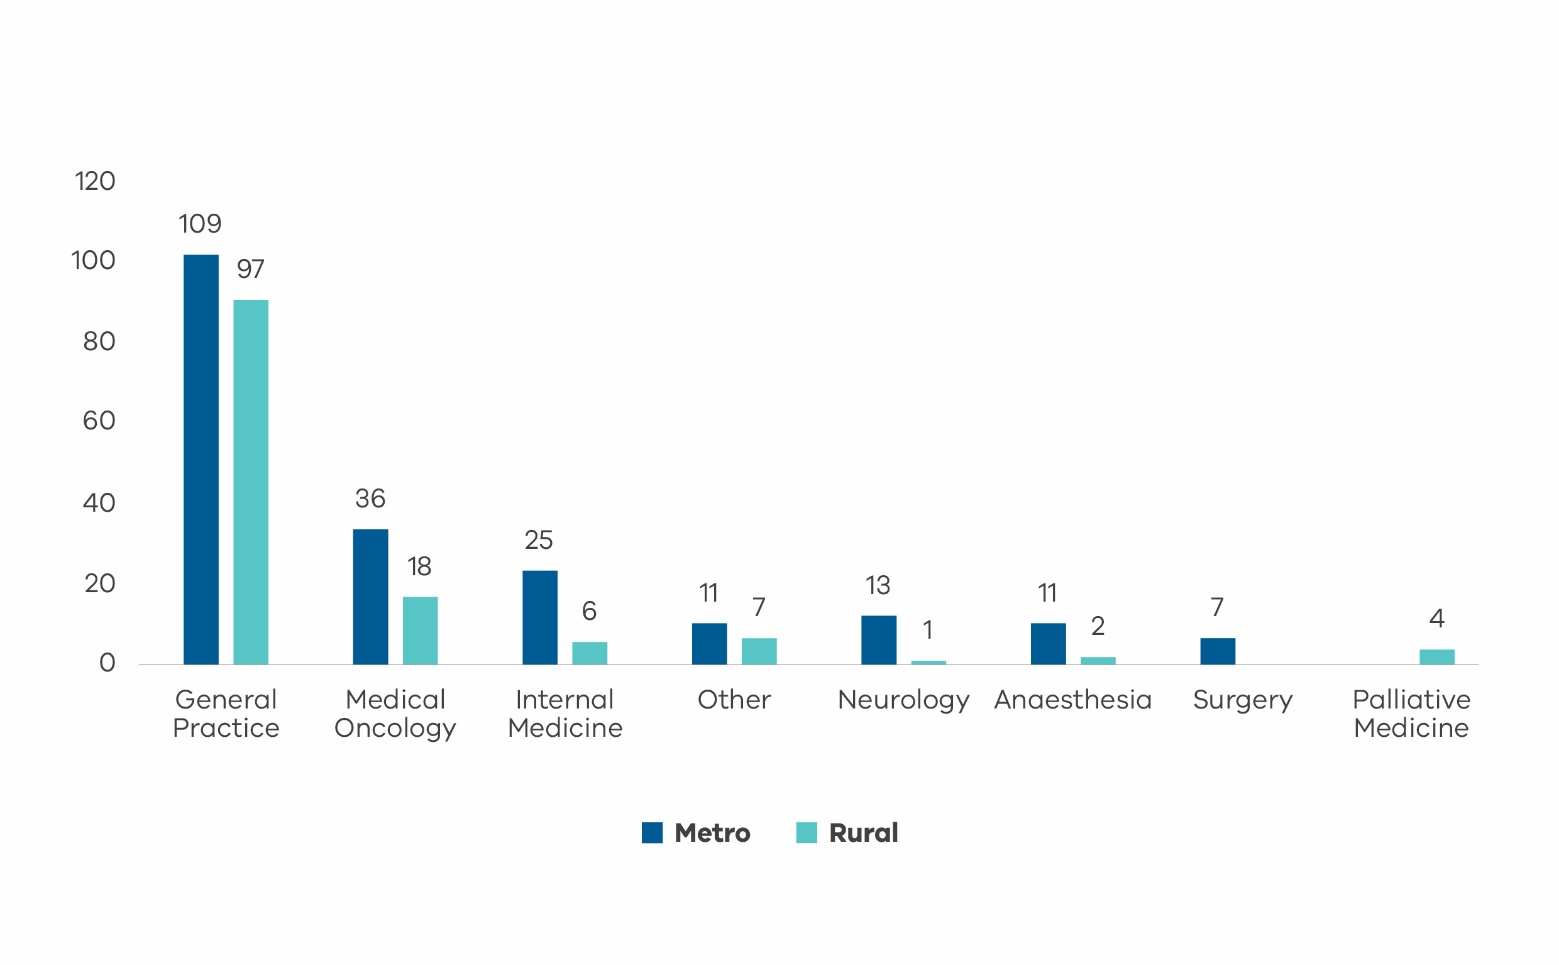 120
100
80
60
40
20
0
109
97
36
18
25
6
11
7
13
1
11
2
7
4
General
Practice
Medical
Oncology
Internal
Medicine
Other
Neurology
Anaesthesia
Surgery
Palliative
Medicine
Metro
Rural